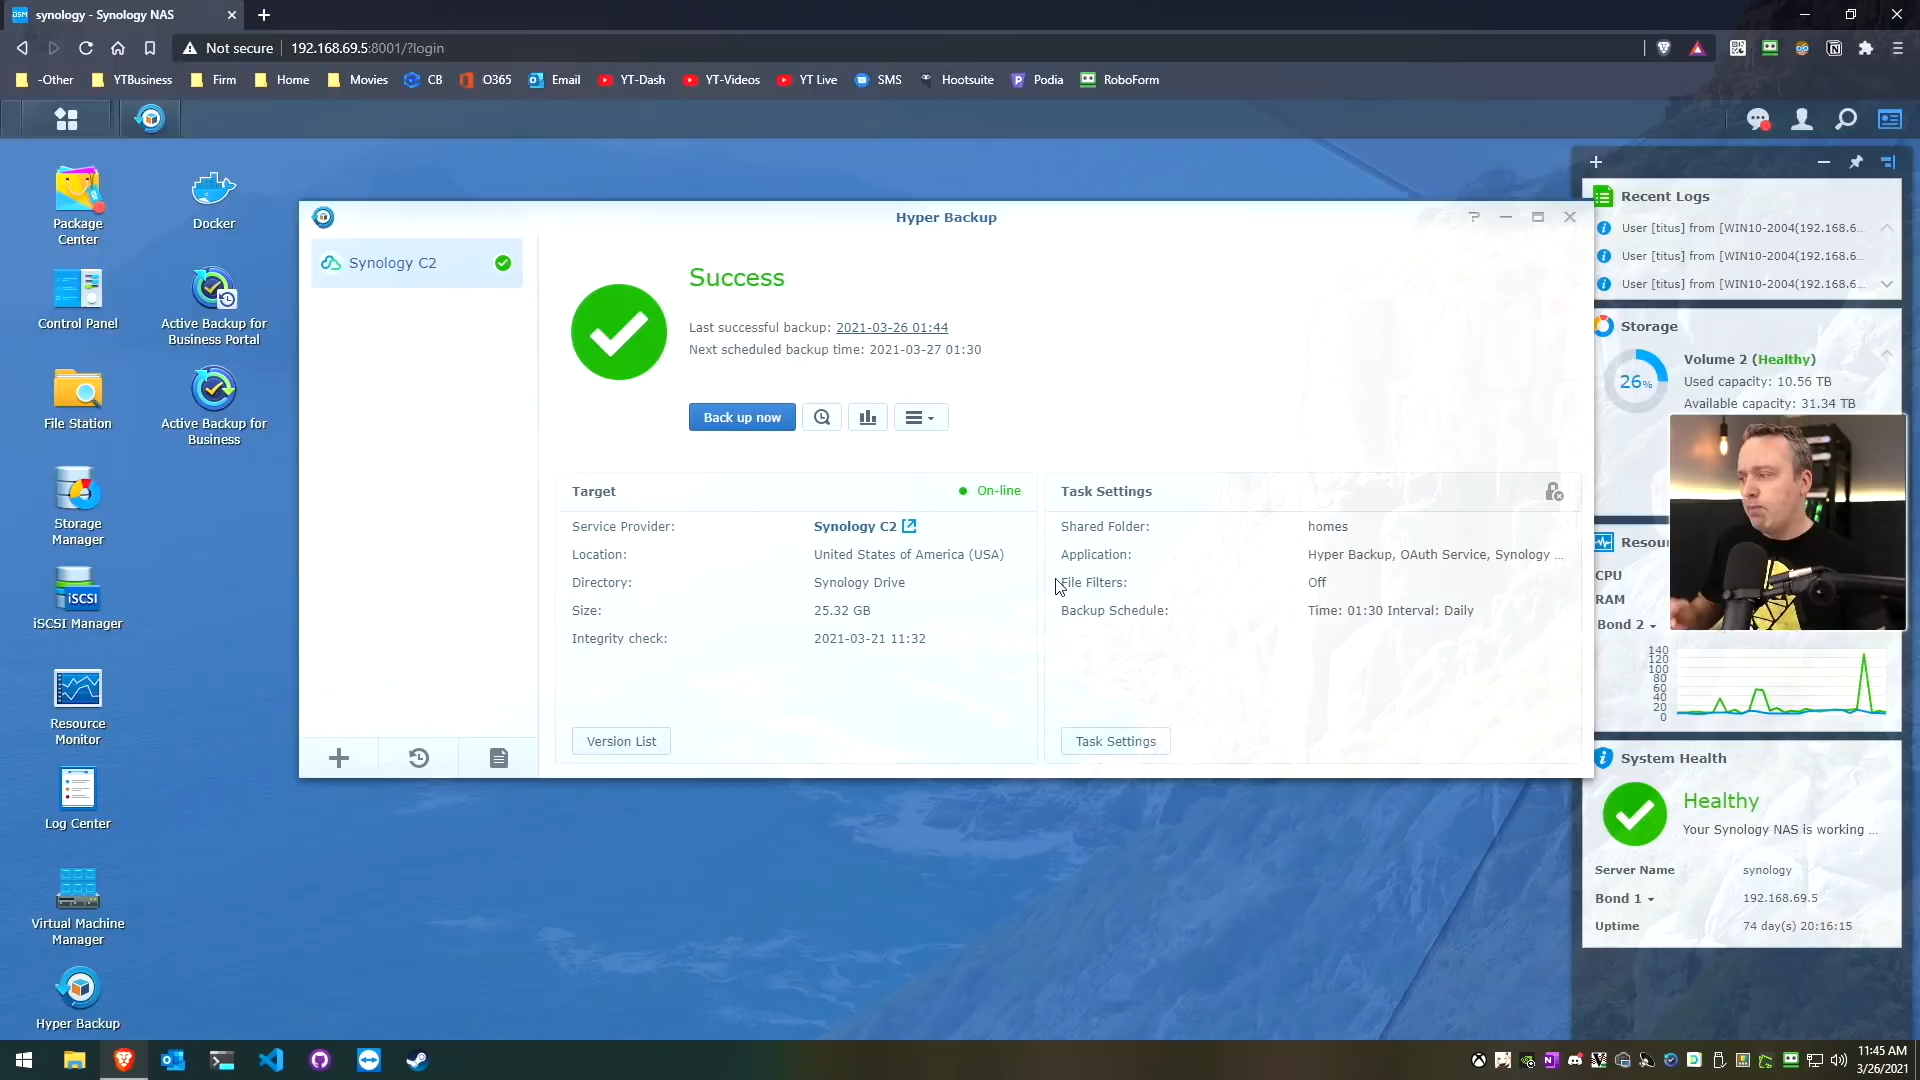 synology - Synology NAS
Not secure
192.168.69.5:8001/?login
-Other
YTBusiness
Firm
Home
Movies
CB
O365
Email
YT-Dash
YT-Videos
YT Live
SMS
Hootsuite
Podia
RoboForm
Package
Center
Docker
Control Panel
Active Backup for
Business Portal
File Station
Active Backup for
Business
Storage
Manager
iSCSI
iSCSI Manager
Resource
Monitor
Log Center
Virtual Machine
Manager
Hyper Backup
Hyper Backup
Synology C2
Success
Last successful backup: 2021-03-26 01:44
Next scheduled backup time: 2021-03-27 01:30
Back up now
Target
On-line
Service Provider: Synology C2
Location: United States of America (USA)
Directory: Synology Drive
Size: 25.32 GB
Integrity check: 2021-03-21 11:32
Version List
Task Settings
Shared Folder: homes
Application: Hyper Backup, OAuth Service, Synology ...
File Filters: Off
Backup Schedule: Time: 01:30 Interval: Daily
Task Settings
Recent Logs
User [titus] from [WIN10-2004(192.168.6...
User [titus] from [WIN10-2004(192.168.6...
User [titus] from [WIN10-2004(192.168.6...
Storage
26%
Volume 2 (Healthy)
Used capacity: 10.56 TB
Available capacity: 31.34 TB
Resou
CPU
RAM
Bond 2
140
120
100
80
60
40
20
0
System Health
Healthy
Your Synology NAS is working ...
Server Name synology
Bond 1 192.168.69.5
Uptime 74 day(s) 20:16:15
11:45 AM
3/26/2021